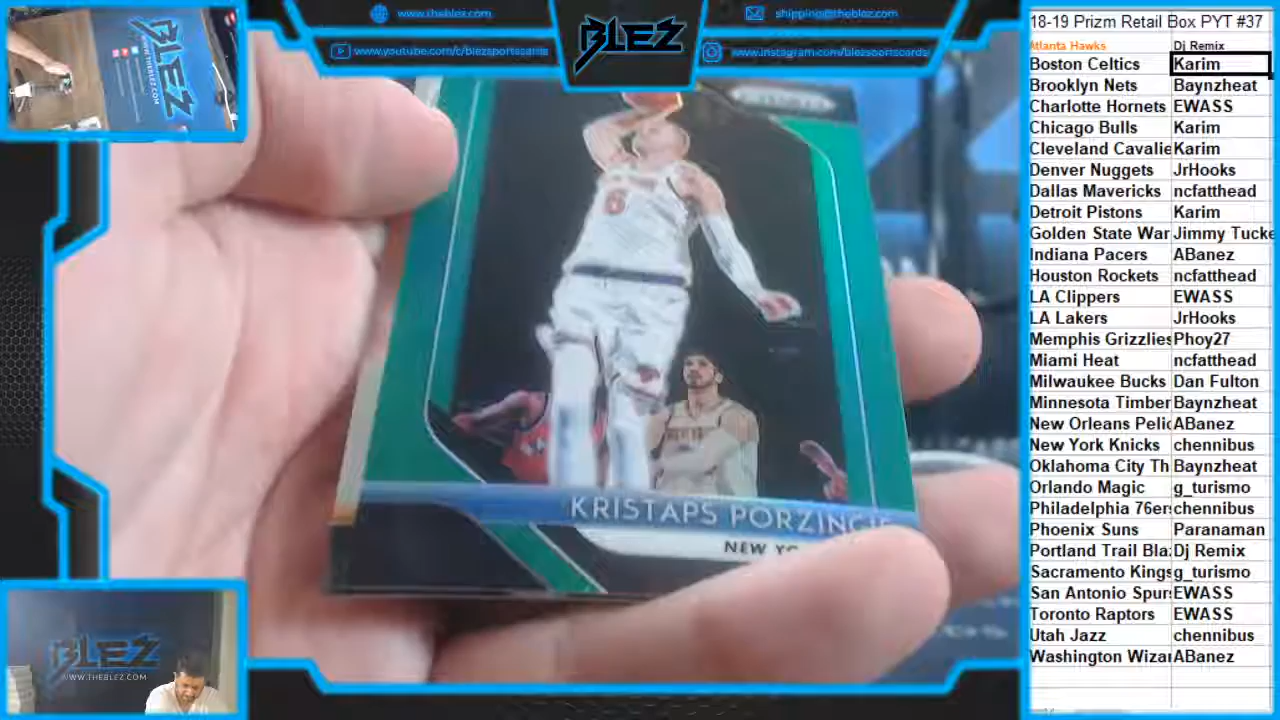 www.theblez.com
shipping@theblez.com
www.youtube.com/c/blezsportscards
www.instagram.com/blezsportscards
BLEZ
BLEZ
BLEZ
WWW.THEBLEZ.COM
6
KRISTAPS PORZINGI
NEW YO
18-19 Prizm Retail Box PYT #37
Atlanta Hawks Dj Remix
Boston Celtics Karim
Brooklyn Nets Baynzheat
Charlotte Hornets EWASS
Chicago Bulls Karim
Cleveland Cavalie Karim
Denver Nuggets JrHooks
Dallas Mavericks ncfatthead
Detroit Pistons Karim
Golden State War Jimmy Tucke
Indiana Pacers ABanez
Houston Rockets ncfatthead
LA Clippers EWASS
LA Lakers JrHooks
Memphis Grizzlies Phoy27
Miami Heat ncfatthead
Milwaukee Bucks Dan Fulton
Minnesota Timber Baynzheat
New Orleans Pelic ABanez
New York Knicks chennibus
Oklahoma City Th Baynzheat
Orlando Magic g_turismo
Philadelphia 76ers chennibus
Phoenix Suns Paranaman
Portland Trail Bla Dj Remix
Sacramento Kings g_turismo
San Antonio Spurs EWASS
Toronto Raptors EWASS
Utah Jazz chennibus
Washington Wizar ABanez